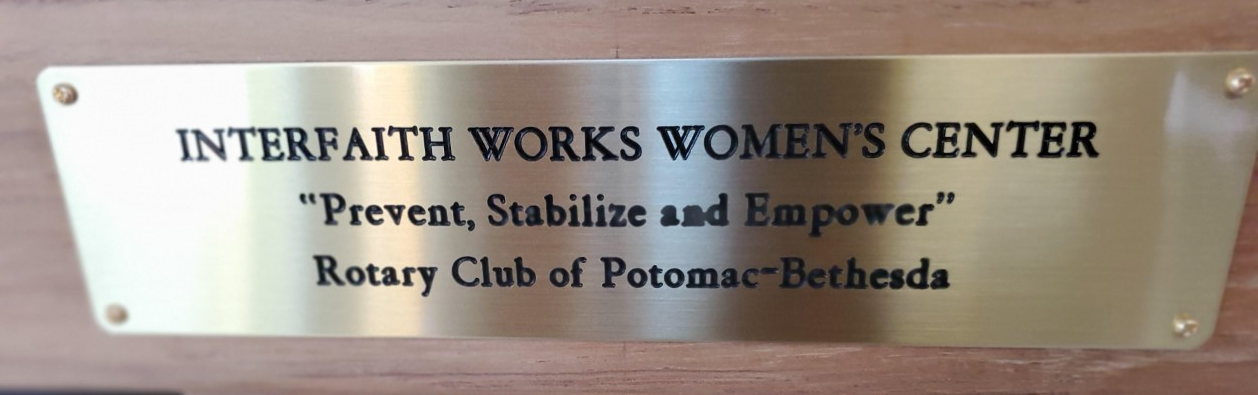 INTERFAITH WORKS WOMEN'S CENTER
“Prevent, Stabilize and Empower”
Rotary Club of Potomac-Bethesda